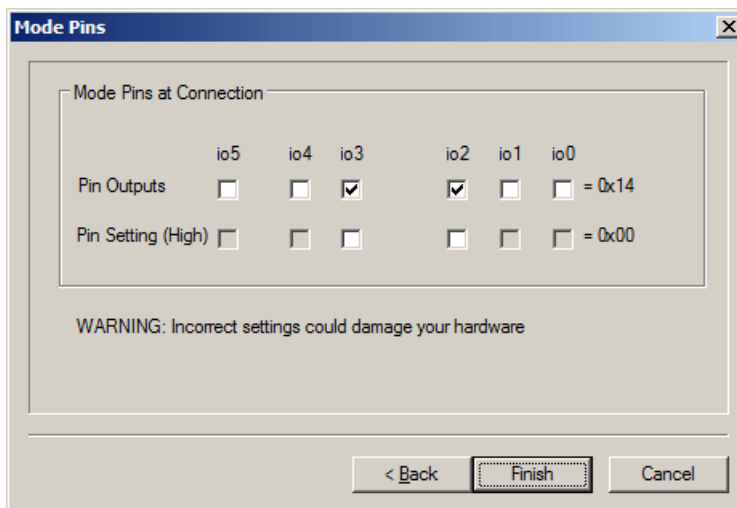 Mode Pins
Mode Pins at Connection
io5 io4 io3 io2 io1 io0
Pin Outputs = 0x14
Pin Setting (High) = 0x00
WARNING: Incorrect settings could damage your hardware
< Back Finish Cancel